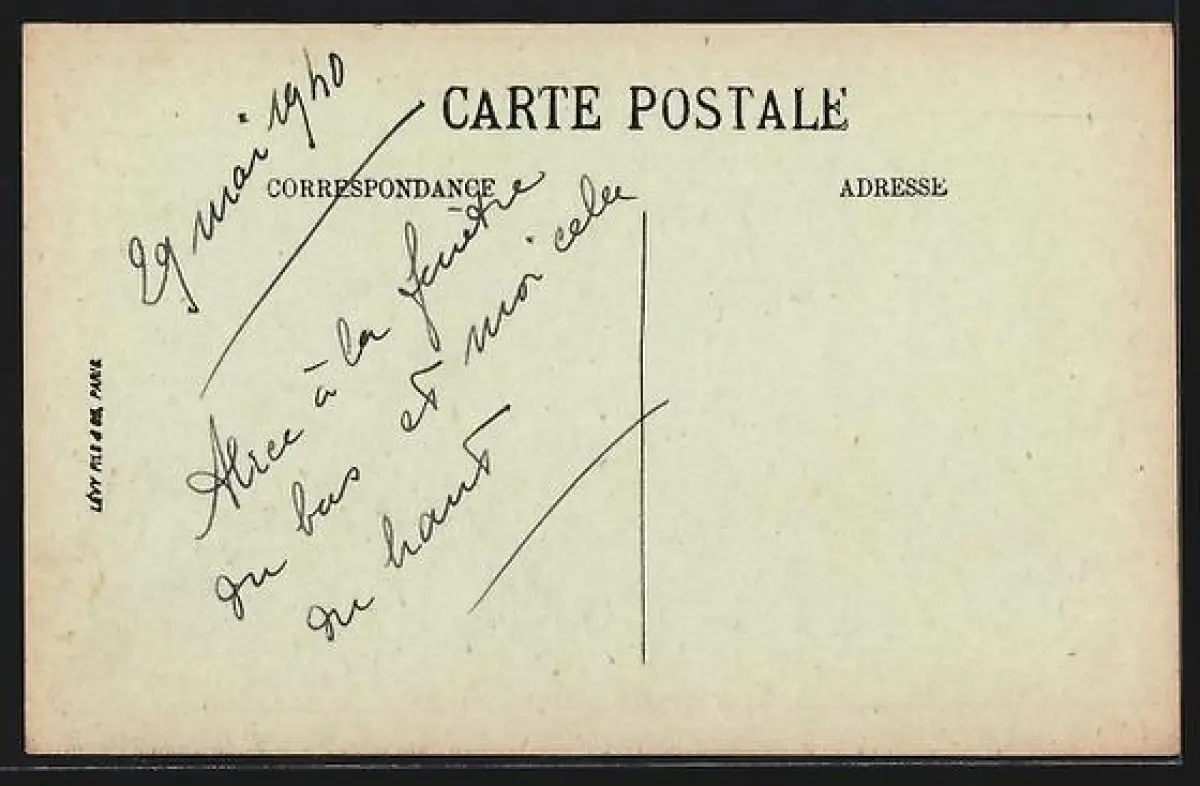 CARTE POSTALE
CORRESPONDANCE
ADRESSE
29 mai 1940
Alice à la fenêtre
du bas et moi celle
du haut
LÉVY FILS & Cie, PARIS